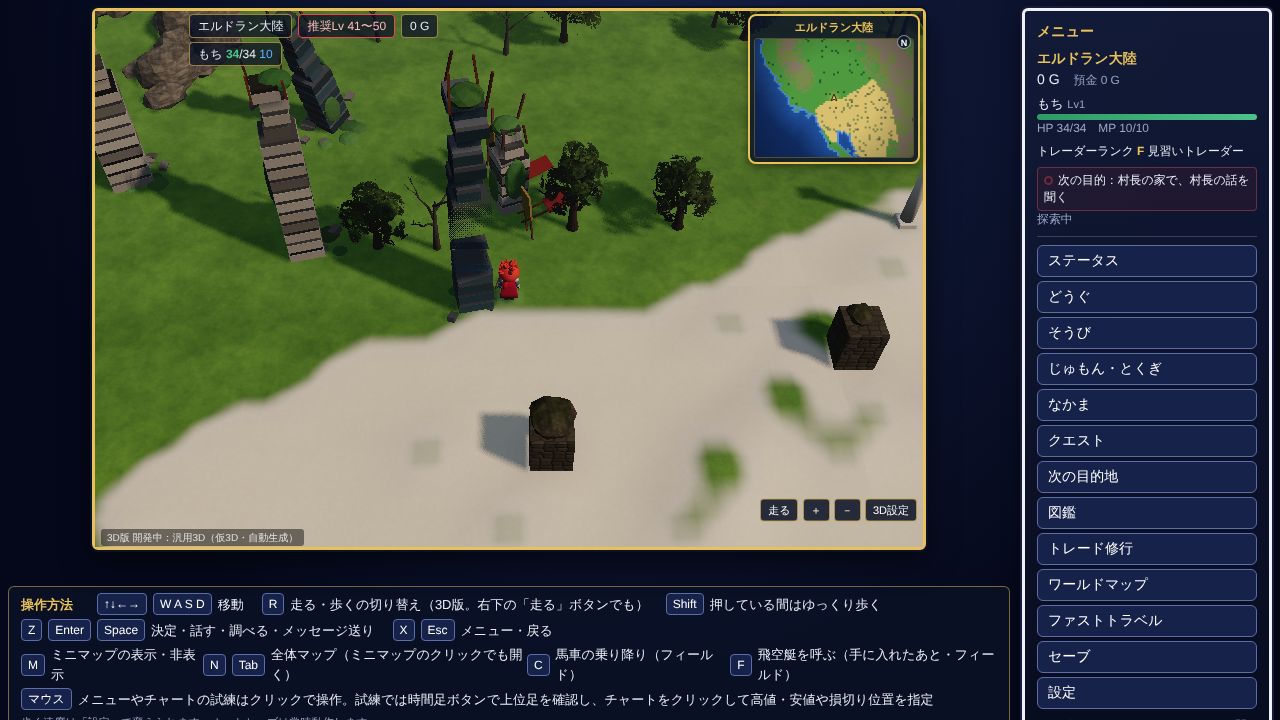 エルドラン大陸 推奨Lv 41〜50 0 G
もち 34/34 10
エルドラン大陸
N
走る + － 3D設定
3D版 開発中：汎用3D（仮3D・自動生成）
メニュー
エルドラン大陸
0 G 預金 0 G
もち Lv1
HP 34/34 MP 10/10
トレーダーランク F 見習いトレーダー
次の目的：村長の家で、村長の話を
聞く
探索中
ステータス
どうぐ
そうび
じゅもん・とくぎ
なかま
クエスト
次の目的地
図鑑
トレード修行
ワールドマップ
ファストトラベル
セーブ
設定
操作方法 ↑↓←→ W A S D 移動 R 走る・歩くの切り替え（3D版。右下の「走る」ボタンでも） Shift 押している間はゆっくり歩く
Z Enter Space 決定・話す・調べる・メッセージ送り X Esc メニュー・戻る
M ミニマップの表示・非表示 N Tab 全体マップ（ミニマップのクリックでも開く） C 馬車の乗り降り（フィールド） F 飛空艇を呼ぶ（手に入れたあと・フィールド）
マウス メニューやチャートの試練はクリックで操作。試練では時間足ボタンで上位足を確認し、チャートをクリックして高値・安値や損切り位置を指定